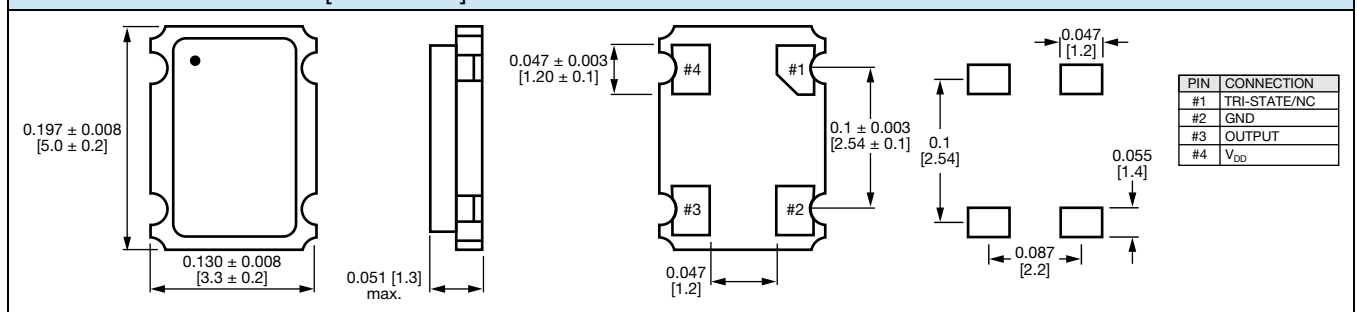 0.197 ± 0.008
[5.0 ± 0.2]
0.130 ± 0.008
[3.3 ± 0.2]
0.051 [1.3]
max.
0.047 ± 0.003
[1.20 ± 0.1]
#4
#1
#3
#2
0.1 ± 0.003
[2.54 ± 0.1]
0.047
[1.2]
0.047
[1.2]
0.1
[2.54]
0.055
[1.4]
0.087
[2.2]
PIN CONNECTION
#1 TRI-STATE/NC
#2 GND
#3 OUTPUT
#4 VDD